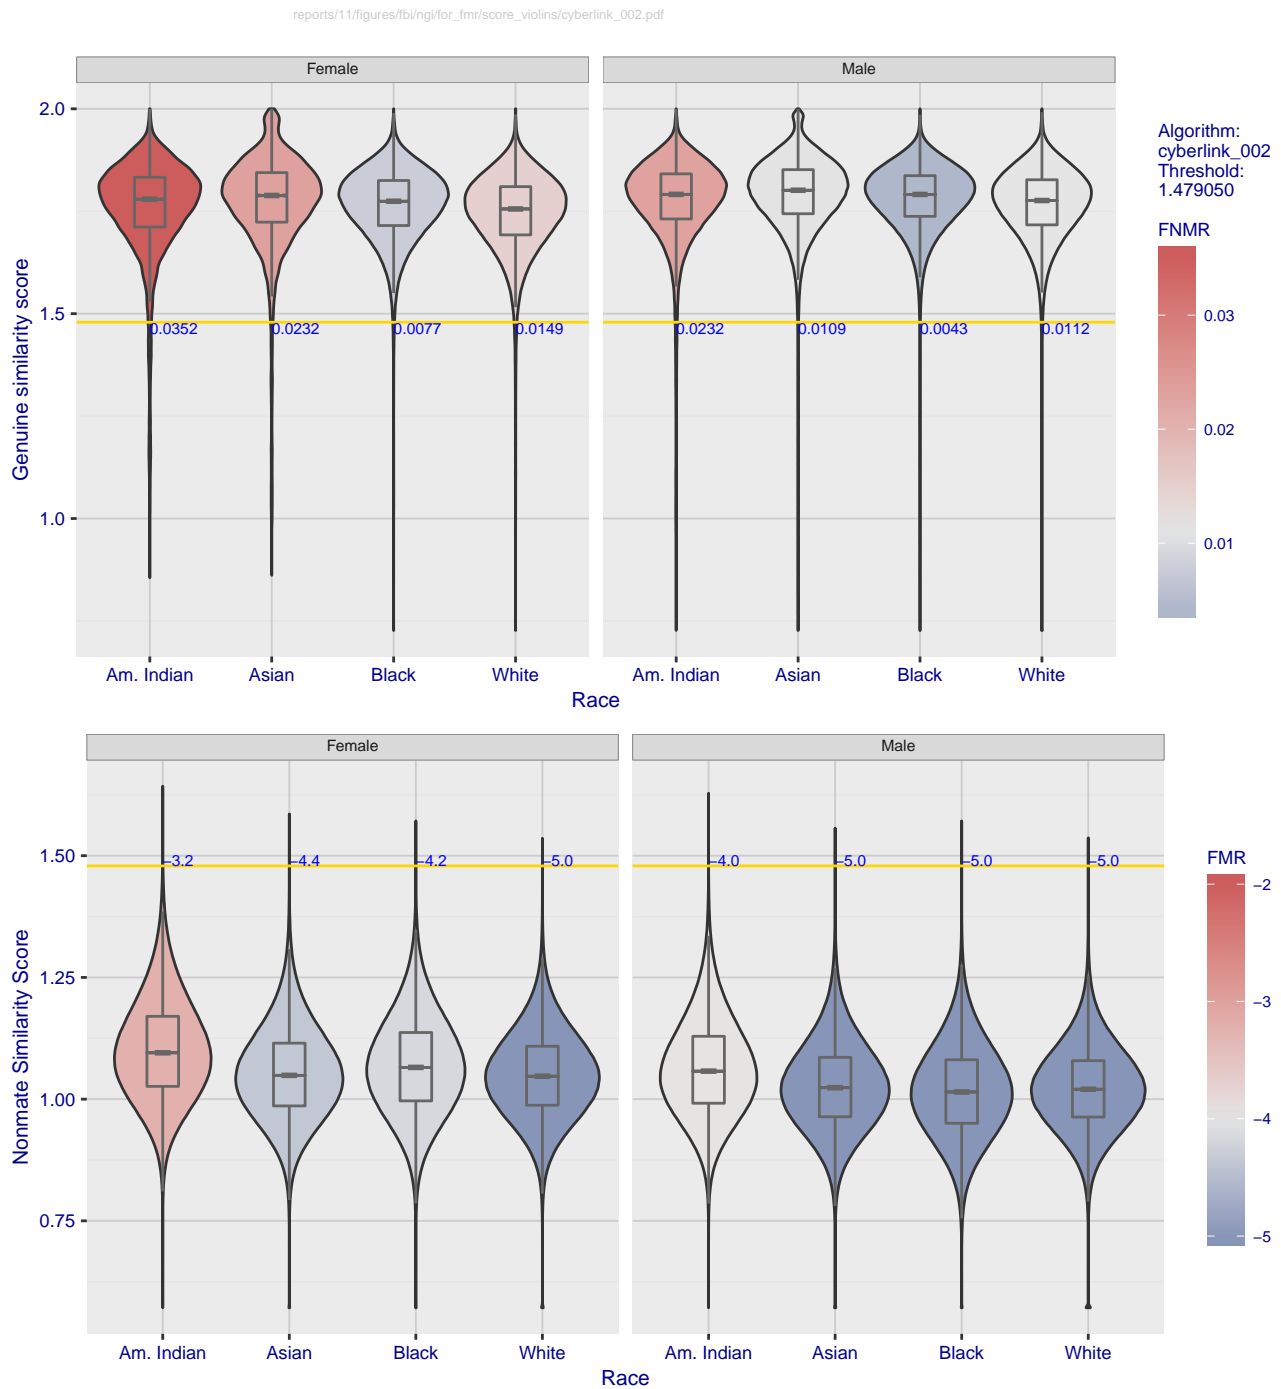 reports/11/figures/fbi/ngi/for_fmr/score_violins/cyberlink_002.pdf
Female
Male
2.0
1.5
1.0
Genuine similarity score
0.0352
0.0232
0.0077
0.0149
0.0232
0.0109
0.0043
0.0112
Am. Indian
Asian
Black
White
Am. Indian
Asian
Black
White
Race
Algorithm:
cyberlink_002
Threshold:
1.479050
FNMR
0.03
0.02
0.01
Female
Male
1.50
1.25
1.00
0.75
Nonmate Similarity Score
−3.2
−4.4
−4.2
−5.0
−4.0
−5.0
−5.0
−5.0
Am. Indian
Asian
Black
White
Am. Indian
Asian
Black
White
Race
FMR
−2
−3
−4
−5